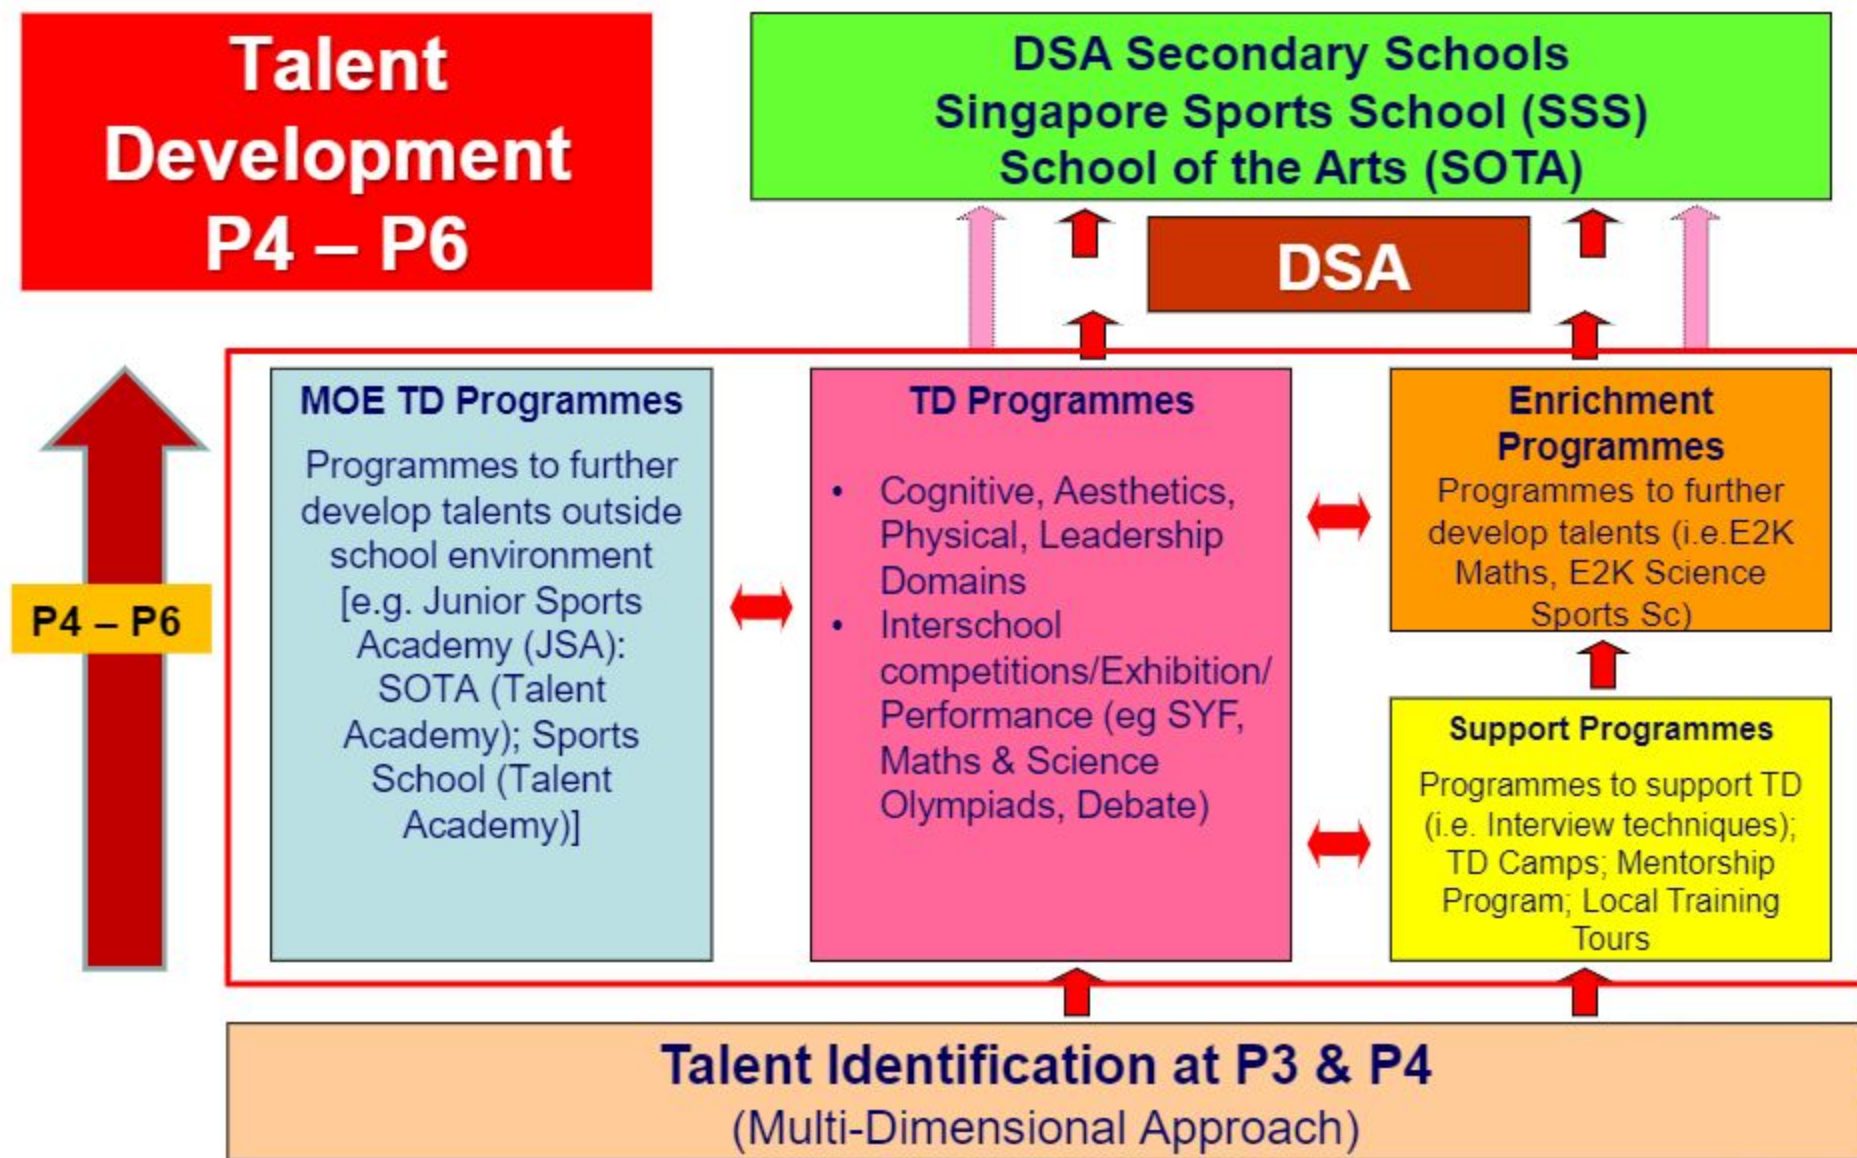 Talent
Development
P4 – P6
DSA Secondary Schools
Singapore Sports School (SSS)
School of the Arts (SOTA)
DSA
P4 – P6
MOE TD Programmes
Programmes to further
develop talents outside
school environment
[e.g. Junior Sports
Academy (JSA):
SOTA (Talent
Academy); Sports
School (Talent
Academy)]
TD Programmes
• Cognitive, Aesthetics,
Physical, Leadership
Domains
• Interschool
competitions/Exhibition/
Performance (eg SYF,
Maths & Science
Olympiads, Debate)
Enrichment
Programmes
Programmes to further
develop talents (i.e.E2K
Maths, E2K Science
Sports Sc)
Support Programmes
Programmes to support TD
(i.e. Interview techniques);
TD Camps; Mentorship
Program; Local Training
Tours
Talent Identification at P3 & P4
(Multi-Dimensional Approach)